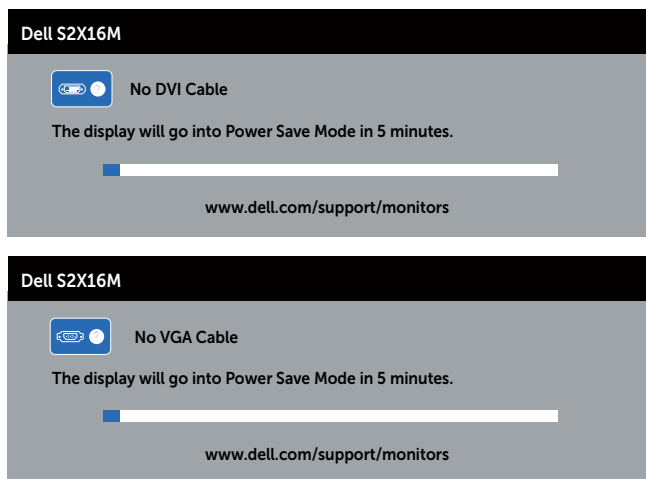 Dell S2X16M
No DVI Cable
The display will go into Power Save Mode in 5 minutes.
www.dell.com/support/monitors
Dell S2X16M
No VGA Cable
The display will go into Power Save Mode in 5 minutes.
www.dell.com/support/monitors